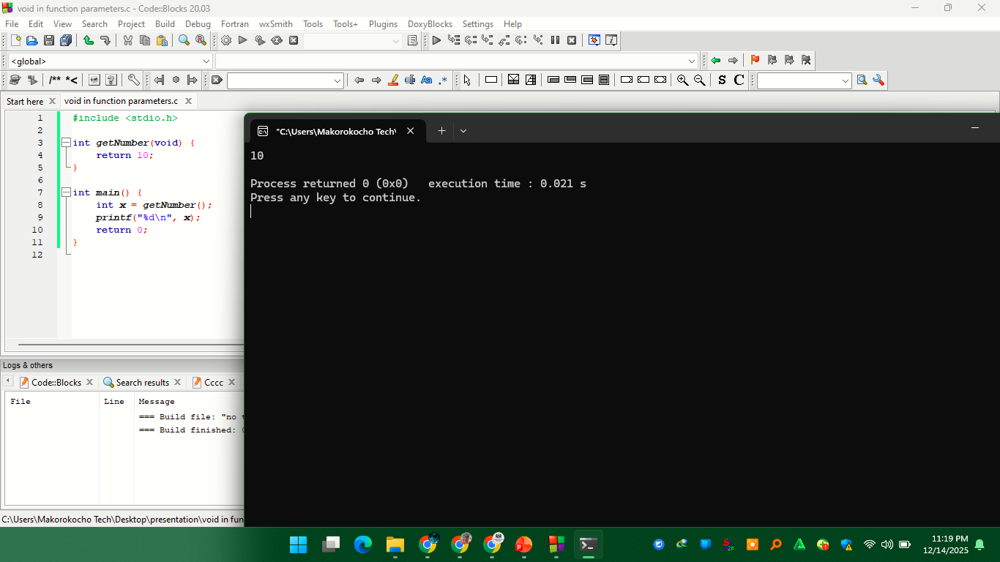 void in function parameters.c - Code::Blocks 20.03
File Edit View Search Project Build Debug Fortran wxSmith Tools Tools+ Plugins DoxyBlocks Settings Help
<global>
/** *<
Aa .*
S C
Start here
void in function parameters.c
1 #include <stdio.h>
2
3 int getNumber(void) {
4 return 10;
5 }
6
7 int main() {
8 int x = getNumber();
9 printf("%d\n", x);
10 return 0;
11 }
12
"C:\Users\Makorokocho Tech\
10
Process returned 0 (0x0) execution time : 0.021 s
Press any key to continue.
Logs & others
Code::Blocks
Search results
Cccc
File Line Message
=== Build file: "no
=== Build finished:
C:\Users\Makorokocho Tech\Desktop\presentation\void in fun
11:19 PM
12/14/2025